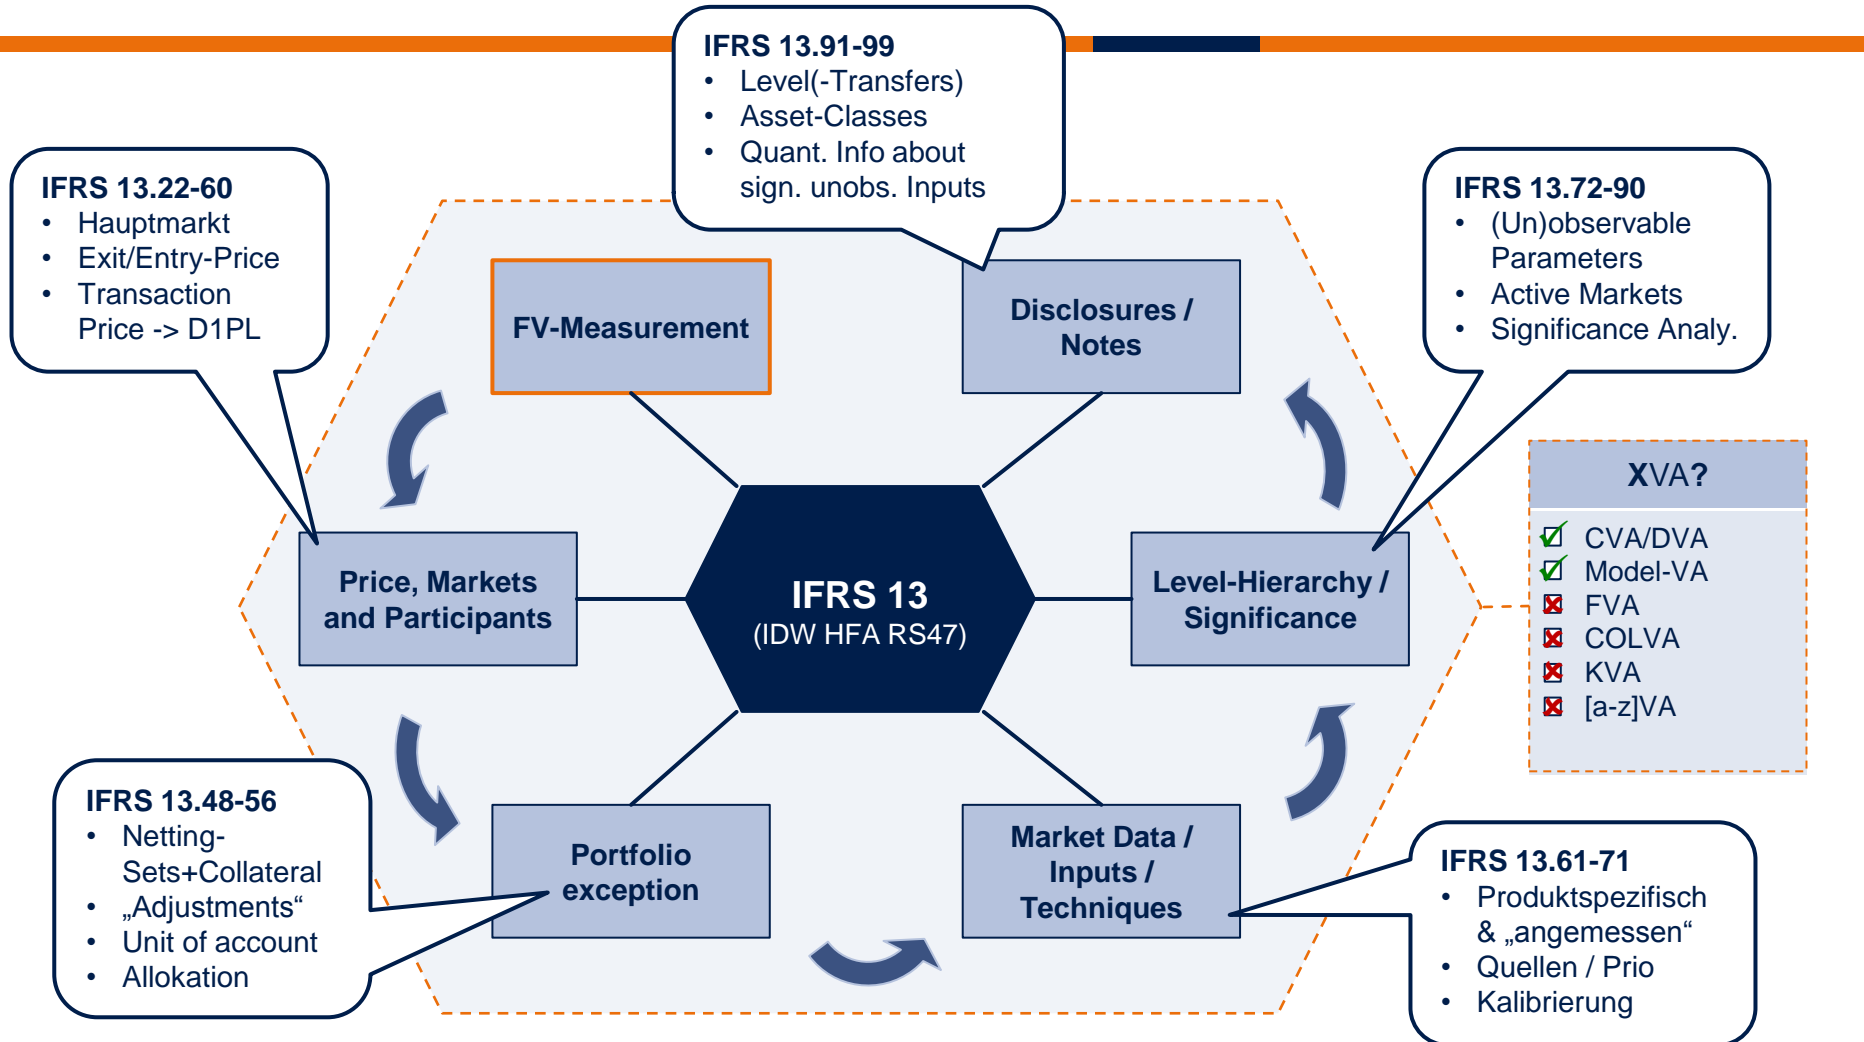 IFRS 13.91-99
• Level(-Transfers)
• Asset-Classes
• Quant. Info about
sign. unobs. Inputs
IFRS 13.22-60
• Hauptmarkt
• Exit/Entry-Price
• Transaction
Price -> D1PL
IFRS 13.72-90
• (Un)observable
Parameters
• Active Markets
• Significance Analy.
FV-Measurement
Disclosures /
Notes
Price, Markets
and Participants
IFRS 13
(IDW HFA RS47)
Level-Hierarchy /
Significance
XVA?
CVA/DVA
Model-VA
FVA
COLVA
KVA
[a-z]VA
IFRS 13.48-56
• Netting-
Sets+Collateral
• „Adjustments“
• Unit of account
• Allokation
Portfolio
exception
Market Data /
Inputs /
Techniques
IFRS 13.61-71
• Produktspezifisch
& „angemessen“
• Quellen / Prio
• Kalibrierung